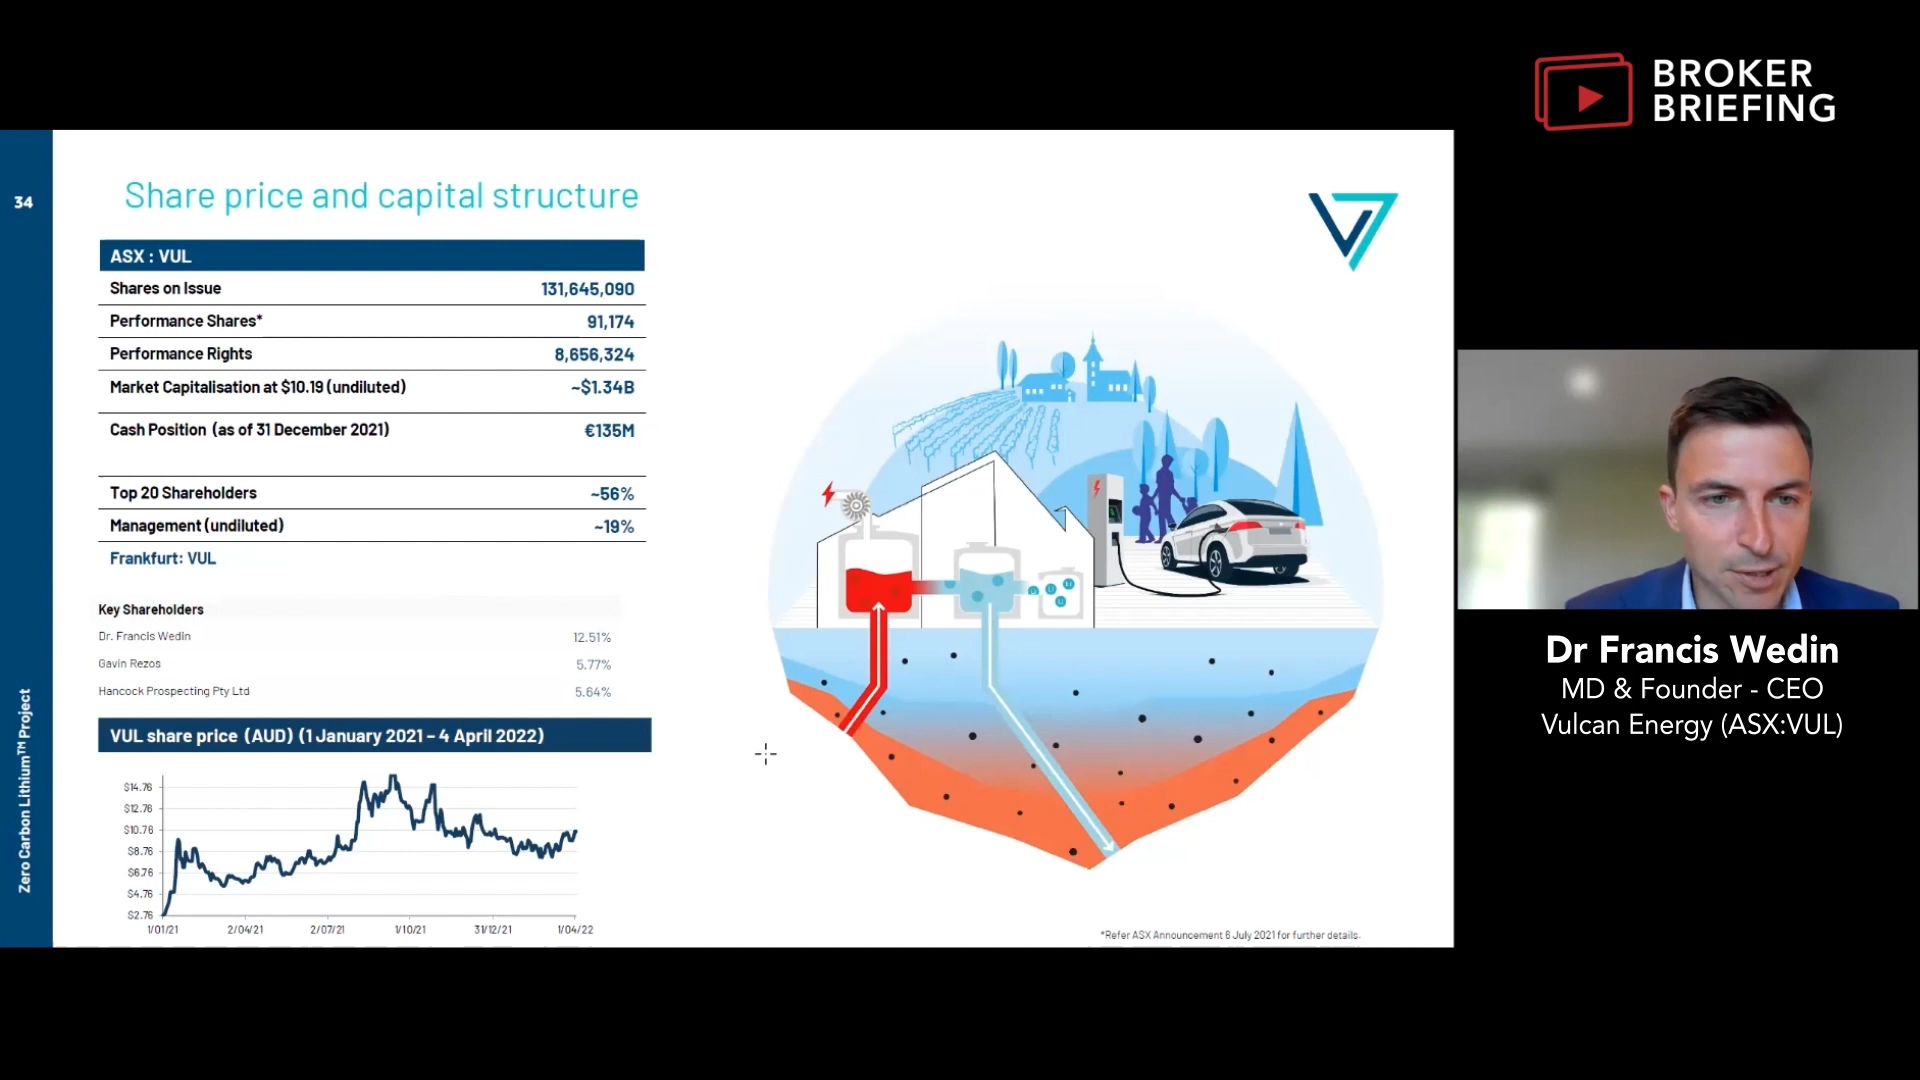 BROKER
BRIEFING
34
Share price and capital structure
ASX : VUL
Shares on Issue 131,645,090
Performance Shares* 91,174
Performance Rights 8,656,324
Market Capitalisation at $10.19 (undiluted) ~$1.34B
Cash Position (as of 31 December 2021) €135M
Top 20 Shareholders ~56%
Management (undiluted) ~19%
Frankfurt: VUL
Key Shareholders
Dr. Francis Wedin 12.51%
Gavin Rezos 5.77%
Hancock Prospecting Pty Ltd 5.64%
VUL share price (AUD) (1 January 2021 – 4 April 2022)
$14.76
$12.76
$10.76
$8.76
$6.76
$4.76
$2.76
1/01/21 2/04/21 2/07/21 1/10/21 31/12/21 1/04/22
Zero Carbon Lithium™ Project
*Refer ASX Announcement 6 July 2021 for further details.
Dr Francis Wedin
MD & Founder - CEO
Vulcan Energy (ASX:VUL)